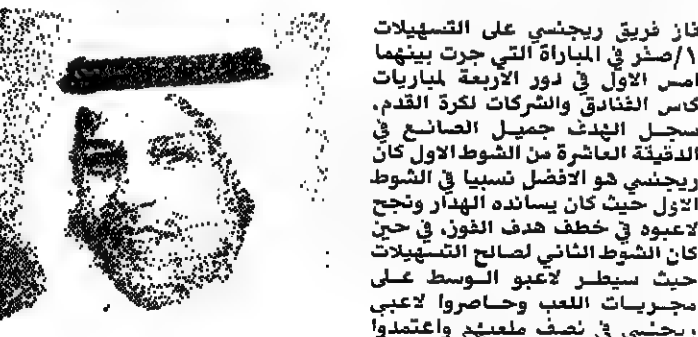 فاز فريق ريجنسي على التسهيلات
١/صفر في المباراة التي جرت بينهما
امس الاول في دور الاربعة لمباريات
كاس الفنادق والشركات لكرة القدم.
سجل الهدف جميل الصانع في
الدقيقة العاشرة من الشوط الاول كان
ريجنسي هو الافضل نسبيا في الشوط
الاول حيث كان يسانده الهدار ونجح
لاعبوه في خطف هدف الفوز، في حين
كان الشوط الثاني لصالح التسهيلات
حيث سيطر لاعبو الوسط على
مجريات اللعب وحاصروا لاعبي
ريجنسي في نصف ملعبهم واعتمدوا